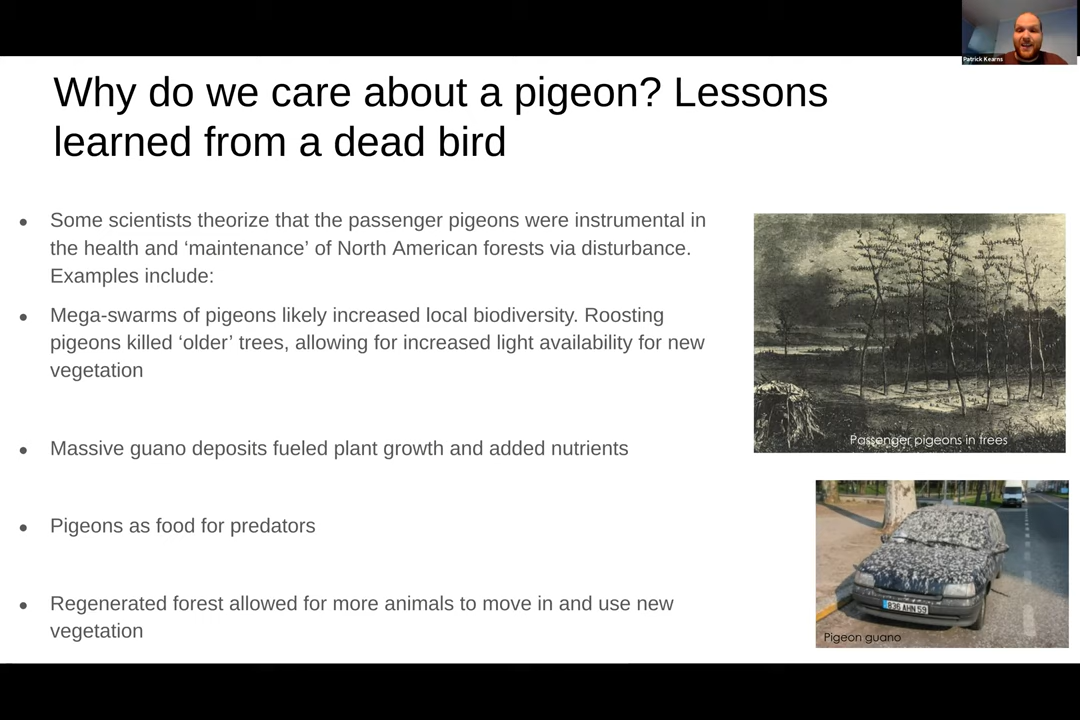 Patrick Kearns
Why do we care about a pigeon? Lessons
learned from a dead bird
● Some scientists theorize that the passenger pigeons were instrumental in
the health and ‘maintenance’ of North American forests via disturbance.
Examples include:
● Mega-swarms of pigeons likely increased local biodiversity. Roosting
pigeons killed ‘older’ trees, allowing for increased light availability for new
vegetation
● Massive guano deposits fueled plant growth and added nutrients
● Pigeons as food for predators
● Regenerated forest allowed for more animals to move in and use new
vegetation
Passenger pigeons in trees
836 AHN 59
Pigeon guano